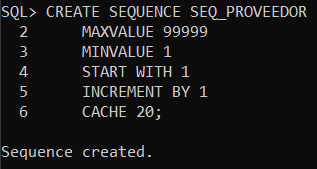 SQL> CREATE SEQUENCE SEQ_PROVEEDOR
2 MAXVALUE 99999
3 MINVALUE 1
4 START WITH 1
5 INCREMENT BY 1
6 CACHE 20;
Sequence created.